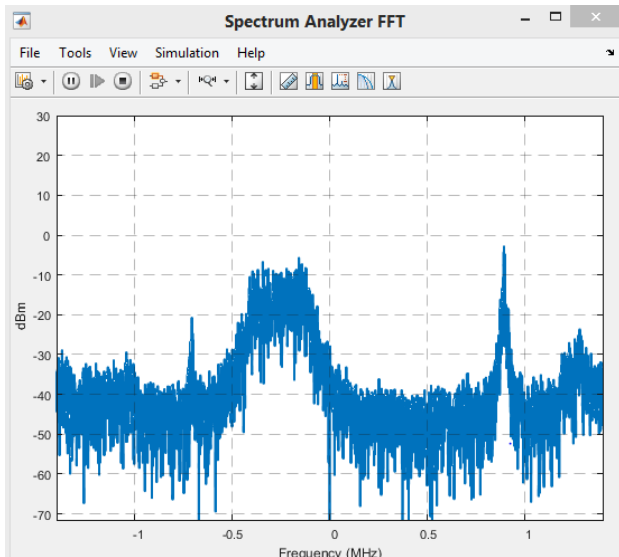 Spectrum Analyzer FFT
File Tools View Simulation Help
30
20
10
0
-10
-20
-30
-40
-50
-60
-70
dBm
-1 -0.5 0 0.5 1
Frequency (MHz)